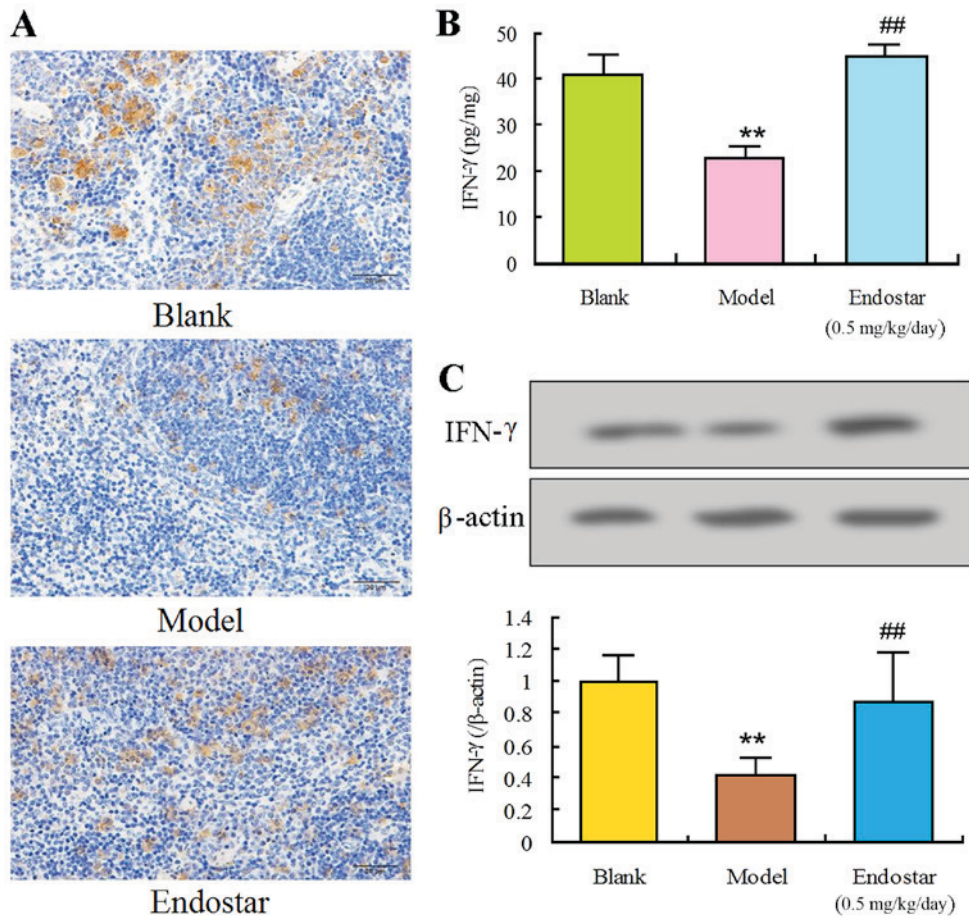 A
Blank
Model
Endostar
B
IFN-γ (pg/mg)
50
40
30
20
10
0
**
##
Blank
Model
Endostar
(0.5 mg/kg/day)
C
IFN-γ
β-actin
IFN-γ (/β-actin)
1.4
1.2
1
0.8
0.6
0.4
0.2
0
**
##
Blank
Model
Endostar
(0.5 mg/kg/day)